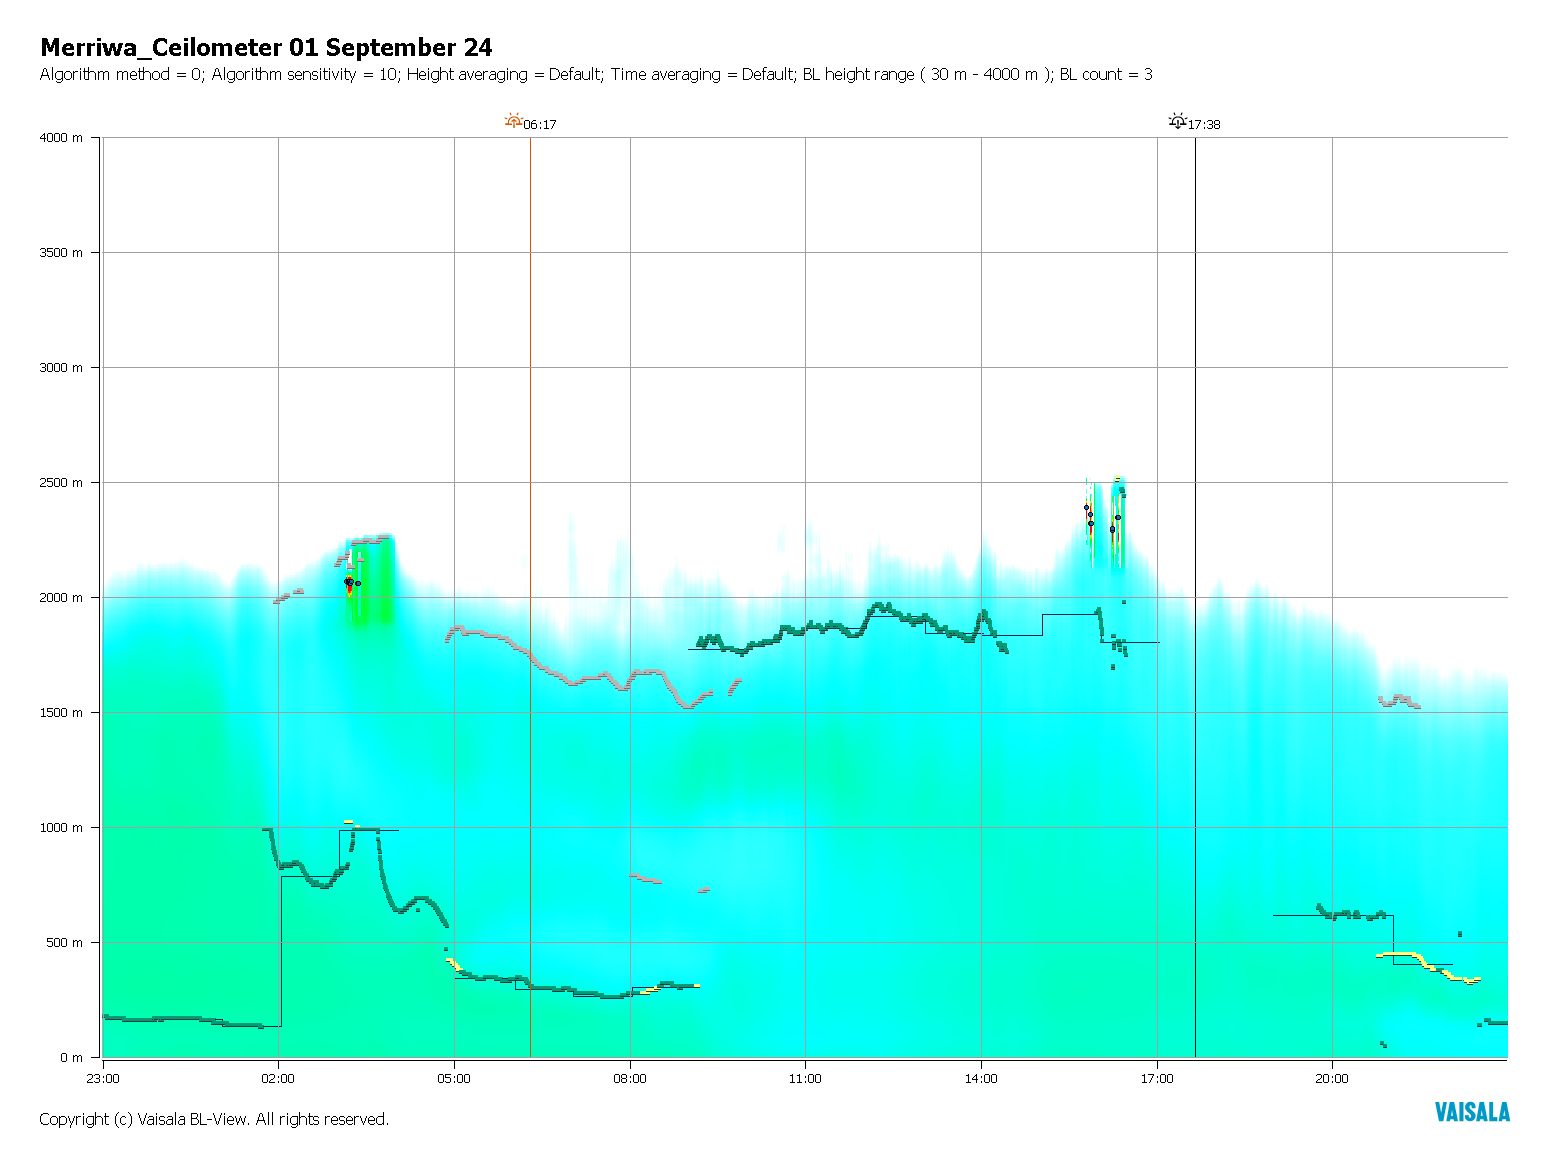 Merriwa_Ceilometer 01 September 24
Algorithm method = 0; Algorithm sensitivity = 10; Height averaging = Default; Time averaging = Default; BL height range ( 30 m - 4000 m ); BL count = 3
06:17
17:38
4000 m
3500 m
3000 m
2500 m
2000 m
1500 m
1000 m
500 m
0 m
23:00
02:00
05:00
08:00
11:00
14:00
17:00
20:00
Copyright (c) Vaisala BL-View. All rights reserved.
VAISALA